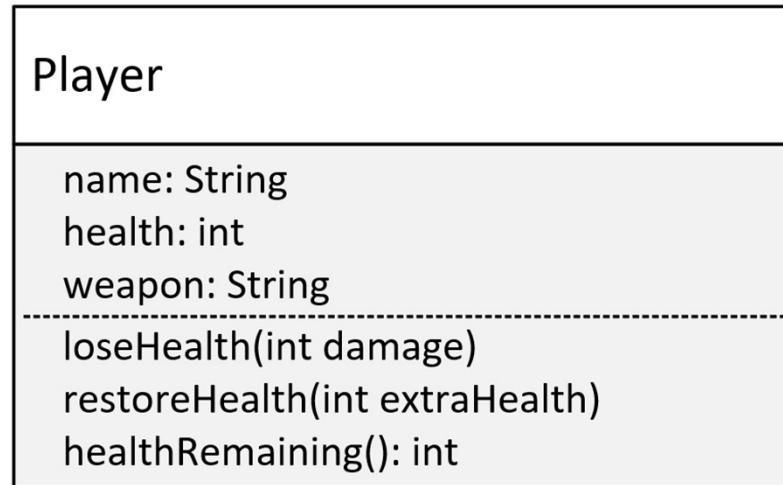 Player
name: String
health: int
weapon: String
loseHealth(int damage)
restoreHealth(int extraHealth)
healthRemaining(): int